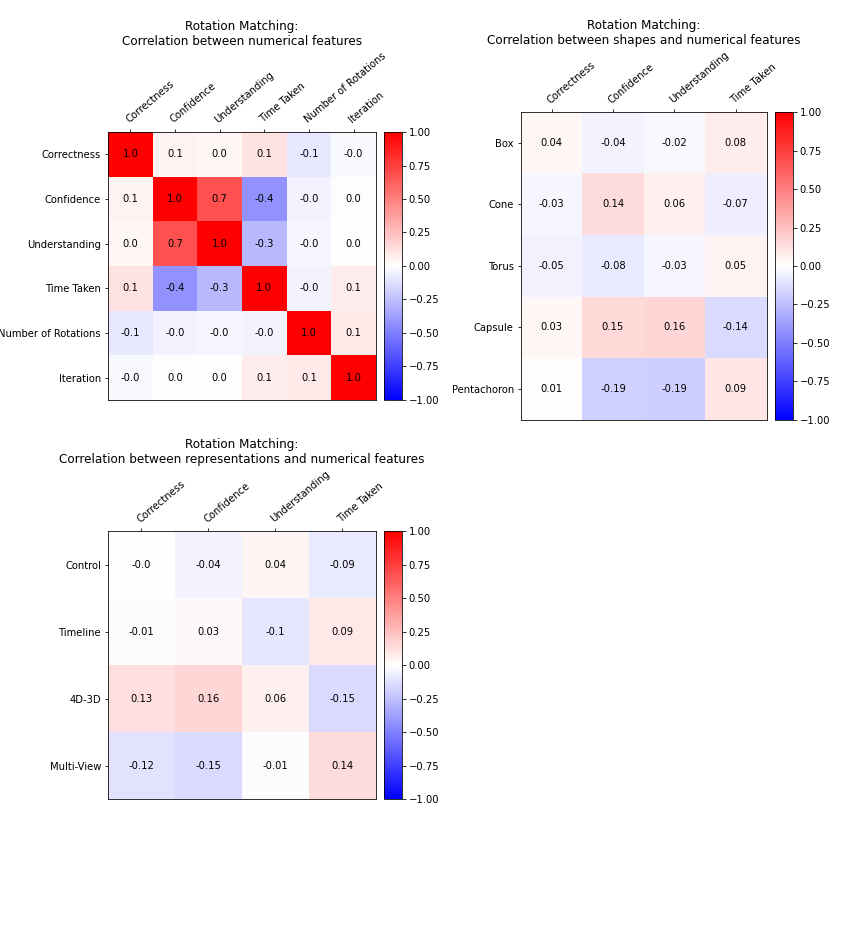 Rotation Matching:
Correlation between numerical features
Correctness Confidence Understanding Time Taken Number of Rotations Iteration
Correctness 1.0 0.1 0.0 0.1 -0.1 -0.0
Confidence 0.1 1.0 0.7 -0.4 -0.0 0.0
Understanding 0.0 0.7 1.0 -0.3 -0.0 0.0
Time Taken 0.1 -0.4 -0.3 1.0 -0.0 0.1
Number of Rotations -0.1 -0.0 -0.0 -0.0 1.0 0.1
Iteration -0.0 0.0 0.0 0.1 0.1 1.0
1.00
0.75
0.50
0.25
0.00
−0.25
−0.50
−0.75
−1.00
Rotation Matching:
Correlation between shapes and numerical features
Correctness Confidence Understanding Time Taken
Box 0.04 -0.04 -0.02 0.08
Cone -0.03 0.14 0.06 -0.07
Torus -0.05 -0.08 -0.03 0.05
Capsule 0.03 0.15 0.16 -0.14
Pentachoron 0.01 -0.19 -0.19 0.09
1.00
0.75
0.50
0.25
0.00
−0.25
−0.50
−0.75
−1.00
Rotation Matching:
Correlation between representations and numerical features
Correctness Confidence Understanding Time Taken
Control -0.0 -0.04 0.04 -0.09
Timeline -0.01 0.03 -0.1 0.09
4D-3D 0.13 0.16 0.06 -0.15
Multi-View -0.12 -0.15 -0.01 0.14
1.00
0.75
0.50
0.25
0.00
−0.25
−0.50
−0.75
−1.00